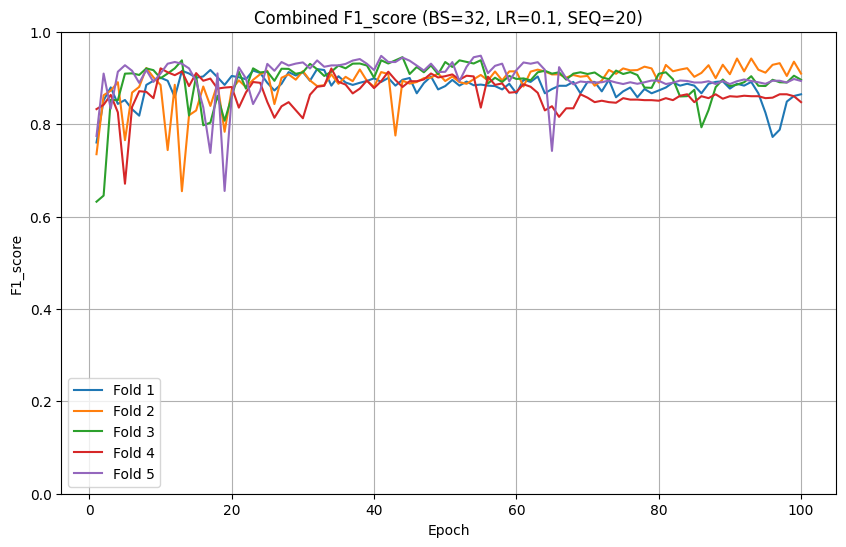 Combined F1_score (BS=32, LR=0.1, SEQ=20)
F1_score
1.0
0.8
0.6
0.4
0.2
0.0
Fold 1
Fold 2
Fold 3
Fold 4
Fold 5
0 20 40 60 80 100
Epoch